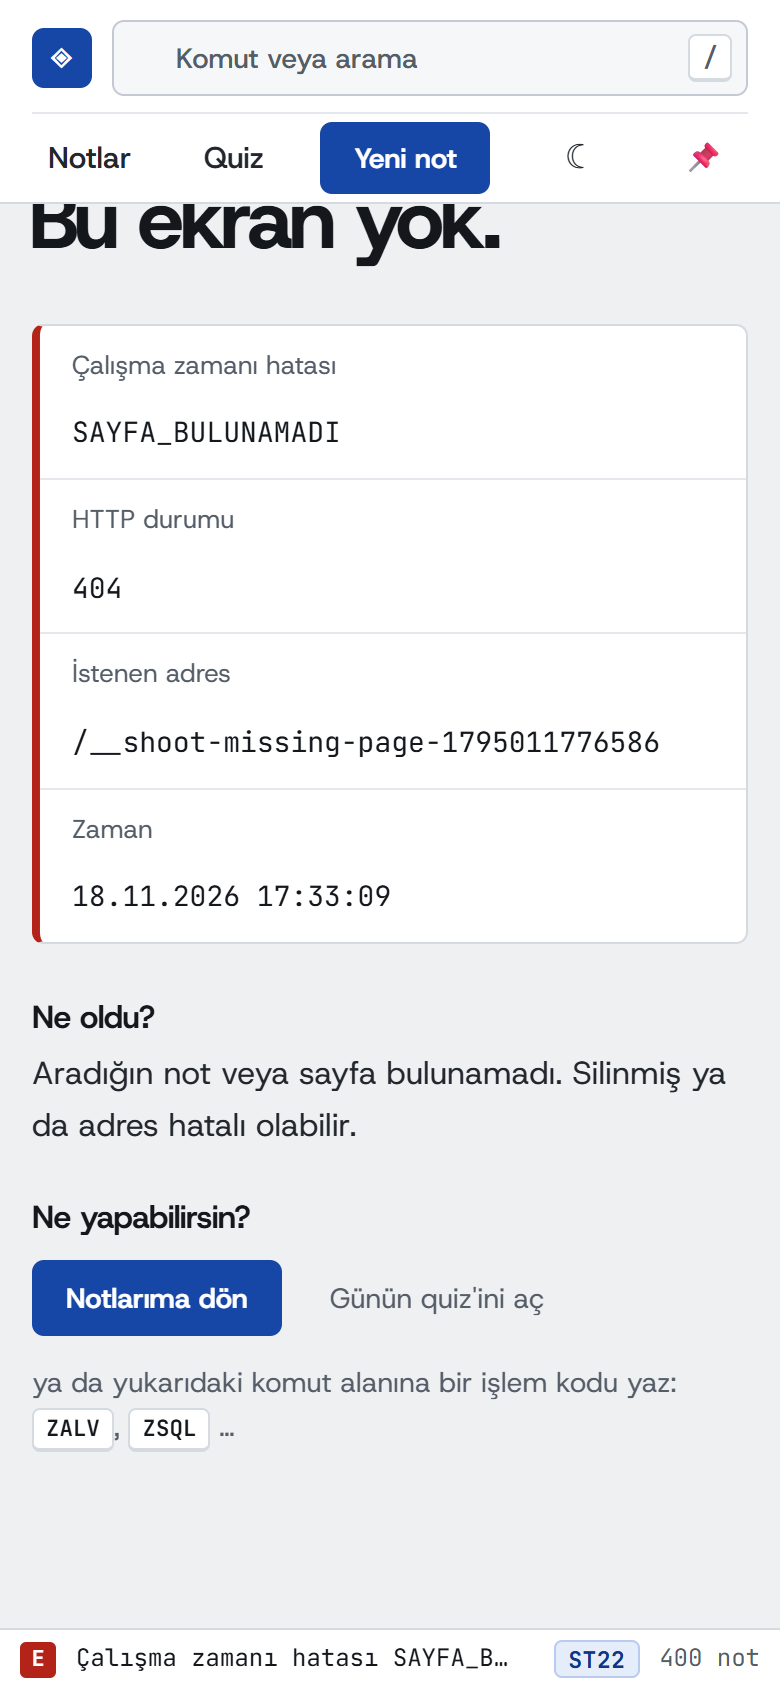 Komut veya arama
/
Notlar
Quiz
Yeni not
Bu ekran yok.
Çalışma zamanı hatası
SAYFA_BULUNAMADI
HTTP durumu
404
İstenen adres
/__shoot-missing-page-1795011776586
Zaman
18.11.2026 17:33:09
Ne oldu?
Aradığın not veya sayfa bulunamadı. Silinmiş ya
da adres hatalı olabilir.
Ne yapabilirsin?
Notlarıma dön
Günün quiz'ini aç
ya da yukarıdaki komut alanına bir işlem kodu yaz:
ZALV, ZSQL …
E Çalışma zamanı hatası SAYFA_B… ST22 400 not